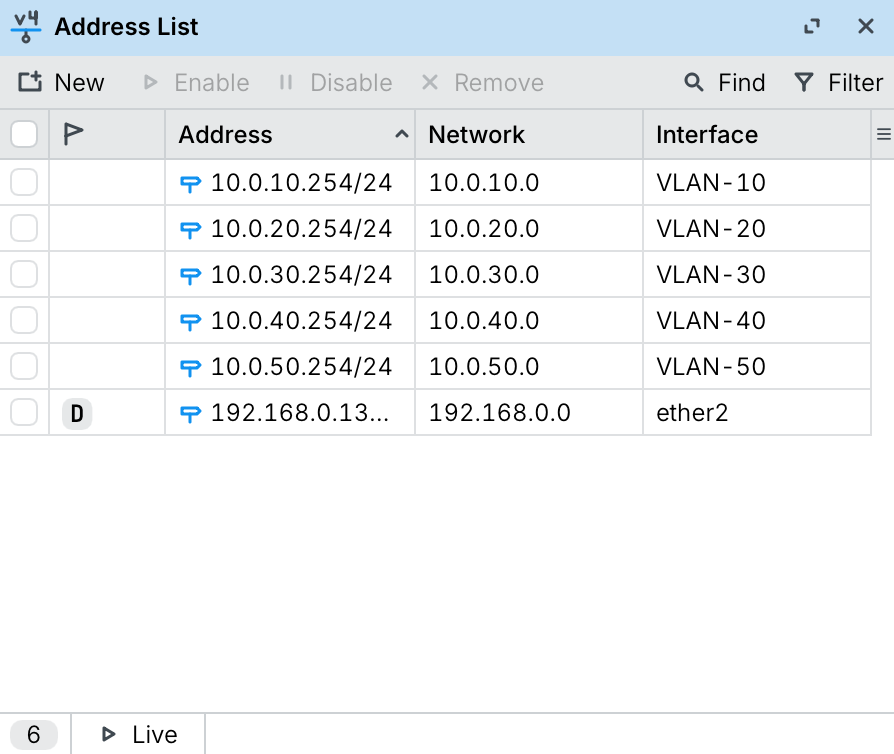 v4 Address List
New Enable Disable Remove Find Filter
Address Network Interface
10.0.10.254/24 10.0.10.0 VLAN-10
10.0.20.254/24 10.0.20.0 VLAN-20
10.0.30.254/24 10.0.30.0 VLAN-30
10.0.40.254/24 10.0.40.0 VLAN-40
10.0.50.254/24 10.0.50.0 VLAN-50
D 192.168.0.13... 192.168.0.0 ether2
6 Live